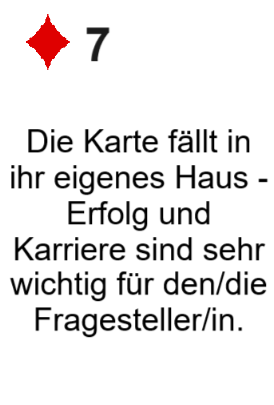 ♦ 7
Die Karte fällt in
ihr eigenes Haus -
Erfolg und
Karriere sind sehr
wichtig für den/die
Fragesteller/in.